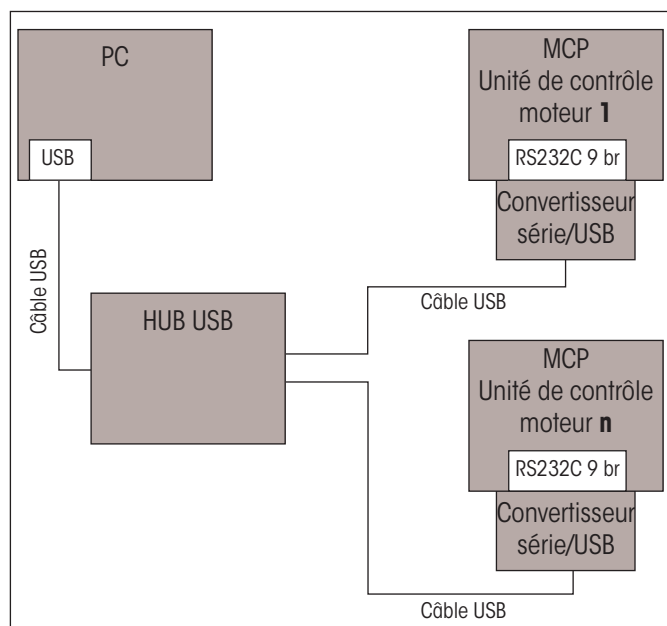 PC
USB
Câble USB
HUB USB
MCP
Unité de contrôle
moteur 1
RS232C 9 br
Convertisseur
série/USB
Câble USB
MCP
Unité de contrôle
moteur n
RS232C 9 br
Convertisseur
série/USB
Câble USB